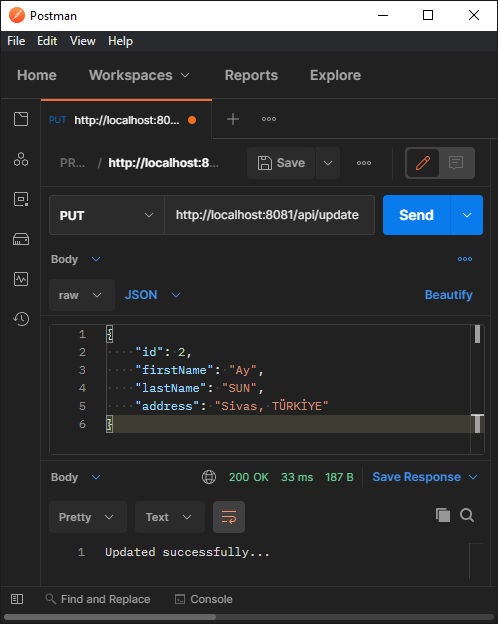 Postman
File Edit View Help
Home Workspaces Reports Explore
PUT http://localhost:80...
PR... / http://localhost:8... Save
PUT http://localhost:8081/api/update Send
Body
raw JSON Beautify
1 {
2 "id": 2,
3 "firstName": "Ay",
4 "lastName": "SUN",
5 "address": "Sivas, TÜRKİYE"
6 }
Body 200 OK 33 ms 187 B Save Response
Pretty Text
1 Updated successfully...
Find and Replace Console